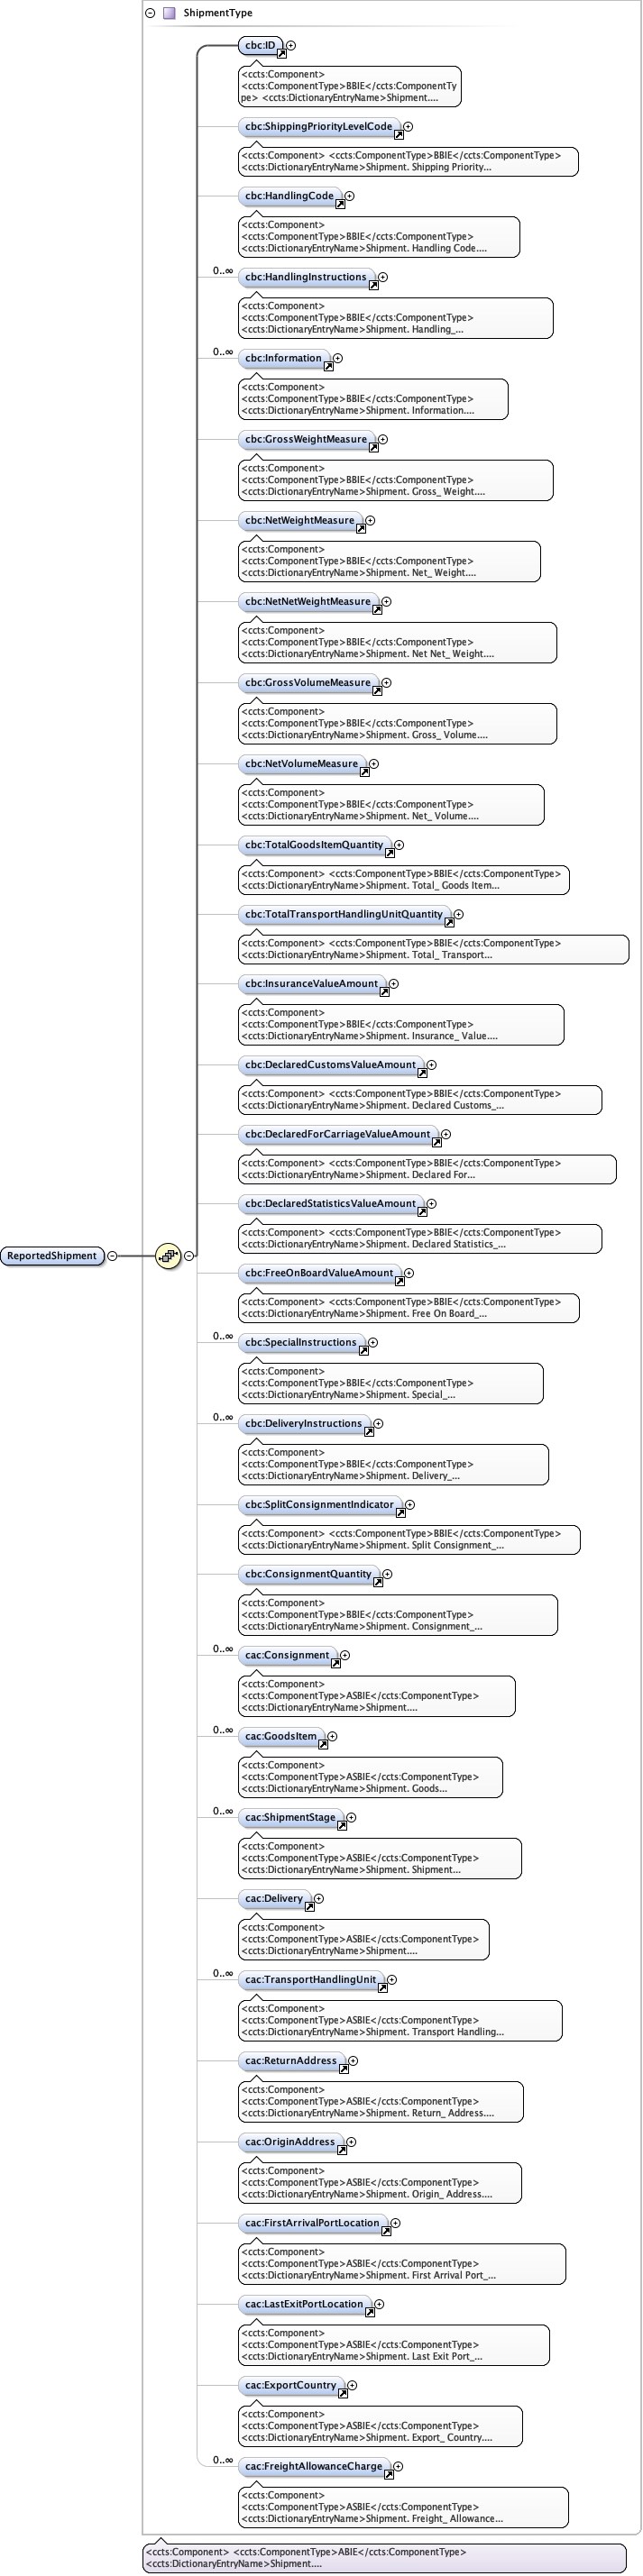 ShipmentType
cbc:ID
<ccts:Component>
<ccts:ComponentType>BBIE</ccts:ComponentTy
pe> <ccts:DictionaryEntryName>Shipment....
cbc:ShippingPriorityLevelCode
<ccts:Component> <ccts:ComponentType>BBIE</ccts:ComponentType>
<ccts:DictionaryEntryName>Shipment. Shipping Priority...
cbc:HandlingCode
<ccts:Component>
<ccts:ComponentType>BBIE</ccts:ComponentType>
<ccts:DictionaryEntryName>Shipment. Handling Code....
0..∞
cbc:HandlingInstructions
<ccts:Component>
<ccts:ComponentType>BBIE</ccts:ComponentType>
<ccts:DictionaryEntryName>Shipment. Handling_...
0..∞
cbc:Information
<ccts:Component>
<ccts:ComponentType>BBIE</ccts:ComponentType>
<ccts:DictionaryEntryName>Shipment. Information....
cbc:GrossWeightMeasure
<ccts:Component>
<ccts:ComponentType>BBIE</ccts:ComponentType>
<ccts:DictionaryEntryName>Shipment. Gross_ Weight....
cbc:NetWeightMeasure
<ccts:Component>
<ccts:ComponentType>BBIE</ccts:ComponentType>
<ccts:DictionaryEntryName>Shipment. Net_ Weight....
cbc:NetNetWeightMeasure
<ccts:Component>
<ccts:ComponentType>BBIE</ccts:ComponentType>
<ccts:DictionaryEntryName>Shipment. Net Net_ Weight....
cbc:GrossVolumeMeasure
<ccts:Component>
<ccts:ComponentType>BBIE</ccts:ComponentType>
<ccts:DictionaryEntryName>Shipment. Gross_ Volume....
cbc:NetVolumeMeasure
<ccts:Component>
<ccts:ComponentType>BBIE</ccts:ComponentType>
<ccts:DictionaryEntryName>Shipment. Net_ Volume....
cbc:TotalGoodsItemQuantity
<ccts:Component> <ccts:ComponentType>BBIE</ccts:ComponentType>
<ccts:DictionaryEntryName>Shipment. Total_ Goods Item...
cbc:TotalTransportHandlingUnitQuantity
<ccts:Component> <ccts:ComponentType>BBIE</ccts:ComponentType>
<ccts:DictionaryEntryName>Shipment. Total_ Transport...
cbc:InsuranceValueAmount
<ccts:Component>
<ccts:ComponentType>BBIE</ccts:ComponentType>
<ccts:DictionaryEntryName>Shipment. Insurance_ Value....
cbc:DeclaredCustomsValueAmount
<ccts:Component> <ccts:ComponentType>BBIE</ccts:ComponentType>
<ccts:DictionaryEntryName>Shipment. Declared Customs_...
cbc:DeclaredForCarriageValueAmount
<ccts:Component> <ccts:ComponentType>BBIE</ccts:ComponentType>
<ccts:DictionaryEntryName>Shipment. Declared For...
cbc:DeclaredStatisticsValueAmount
<ccts:Component> <ccts:ComponentType>BBIE</ccts:ComponentType>
<ccts:DictionaryEntryName>Shipment. Declared Statistics_...
ReportedShipment
cbc:FreeOnBoardValueAmount
<ccts:Component> <ccts:ComponentType>BBIE</ccts:ComponentType>
<ccts:DictionaryEntryName>Shipment. Free On Board_...
0..∞
cbc:SpecialInstructions
<ccts:Component>
<ccts:ComponentType>BBIE</ccts:ComponentType>
<ccts:DictionaryEntryName>Shipment. Special_...
0..∞
cbc:DeliveryInstructions
<ccts:Component>
<ccts:ComponentType>BBIE</ccts:ComponentType>
<ccts:DictionaryEntryName>Shipment. Delivery_...
cbc:SplitConsignmentIndicator
<ccts:Component> <ccts:ComponentType>BBIE</ccts:ComponentType>
<ccts:DictionaryEntryName>Shipment. Split Consignment_...
cbc:ConsignmentQuantity
<ccts:Component>
<ccts:ComponentType>BBIE</ccts:ComponentType>
<ccts:DictionaryEntryName>Shipment. Consignment_...
0..∞
cac:Consignment
<ccts:Component>
<ccts:ComponentType>ASBIE</ccts:ComponentType>
<ccts:DictionaryEntryName>Shipment....
0..∞
cac:GoodsItem
<ccts:Component>
<ccts:ComponentType>ASBIE</ccts:ComponentType>
<ccts:DictionaryEntryName>Shipment. Goods...
0..∞
cac:ShipmentStage
<ccts:Component>
<ccts:ComponentType>ASBIE</ccts:ComponentType>
<ccts:DictionaryEntryName>Shipment. Shipment...
cac:Delivery
<ccts:Component>
<ccts:ComponentType>ASBIE</ccts:ComponentType>
<ccts:DictionaryEntryName>Shipment....
0..∞
cac:TransportHandlingUnit
<ccts:Component>
<ccts:ComponentType>ASBIE</ccts:ComponentType>
<ccts:DictionaryEntryName>Shipment. Transport Handling...
cac:ReturnAddress
<ccts:Component>
<ccts:ComponentType>ASBIE</ccts:ComponentType>
<ccts:DictionaryEntryName>Shipment. Return_ Address....
cac:OriginAddress
<ccts:Component>
<ccts:ComponentType>ASBIE</ccts:ComponentType>
<ccts:DictionaryEntryName>Shipment. Origin_ Address....
cac:FirstArrivalPortLocation
<ccts:Component>
<ccts:ComponentType>ASBIE</ccts:ComponentType>
<ccts:DictionaryEntryName>Shipment. First Arrival Port_...
cac:LastExitPortLocation
<ccts:Component>
<ccts:ComponentType>ASBIE</ccts:ComponentType>
<ccts:DictionaryEntryName>Shipment. Last Exit Port_...
cac:ExportCountry
<ccts:Component>
<ccts:ComponentType>ASBIE</ccts:ComponentType>
<ccts:DictionaryEntryName>Shipment. Export_ Country....
0..∞
cac:FreightAllowanceCharge
<ccts:Component>
<ccts:ComponentType>ASBIE</ccts:ComponentType>
<ccts:DictionaryEntryName>Shipment. Freight_ Allowance...
<ccts:Component> <ccts:ComponentType>ABIE</ccts:ComponentType>
<ccts:DictionaryEntryName>Shipment....